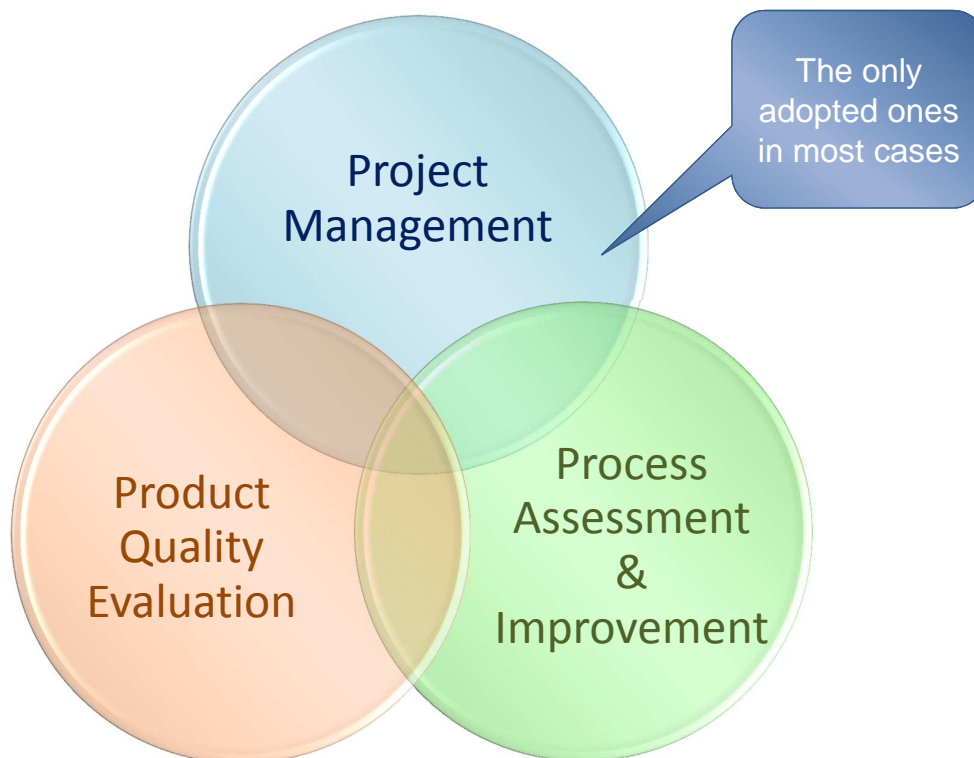 The only
adopted ones
in most cases
Project
Management
Product
Quality
Evaluation
Process
Assessment
&
Improvement